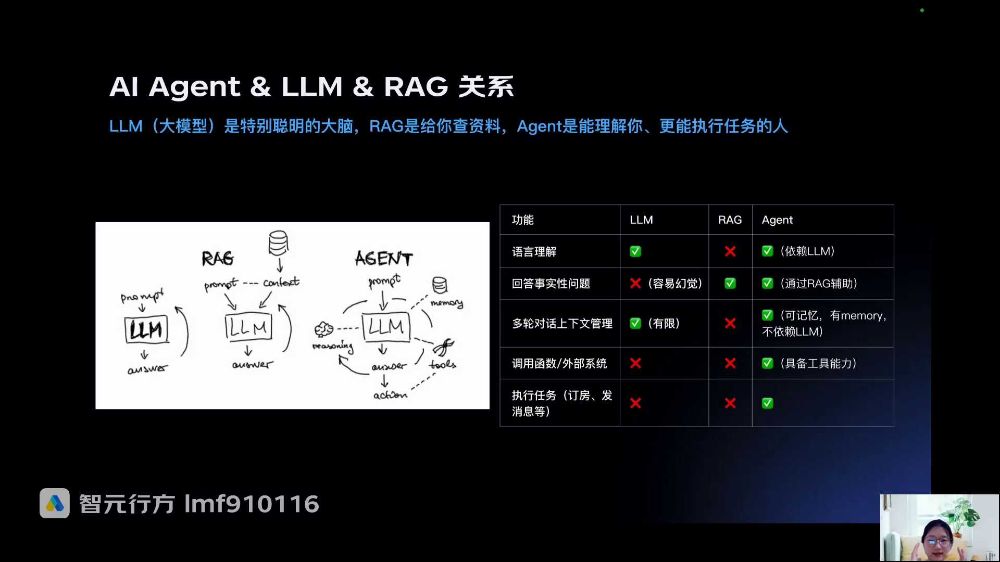 AI Agent & LLM & RAG 关系
LLM（大模型）是特别聪明的大脑，RAG是给你查资料，Agent是能理解你、更能执行任务的人
prompt
LLM
answer
RAG
prompt --- context
LLM
answer
AGENT
prompt
memory
LLM
reasoning
tools
answer
action
功能 LLM RAG Agent
语言理解 ✅ ❌ ✅（依赖LLM）
回答事实性问题 ❌（容易幻觉） ✅ ✅（通过RAG辅助）
多轮对话上下文管理 ✅（有限） ❌ ✅（可记忆，有memory，
不依赖LLM）
调用函数/外部系统 ❌ ❌ ✅（具备工具能力）
执行任务（订房、发
消息等） ❌ ❌ ✅
智元行方 lmf910116